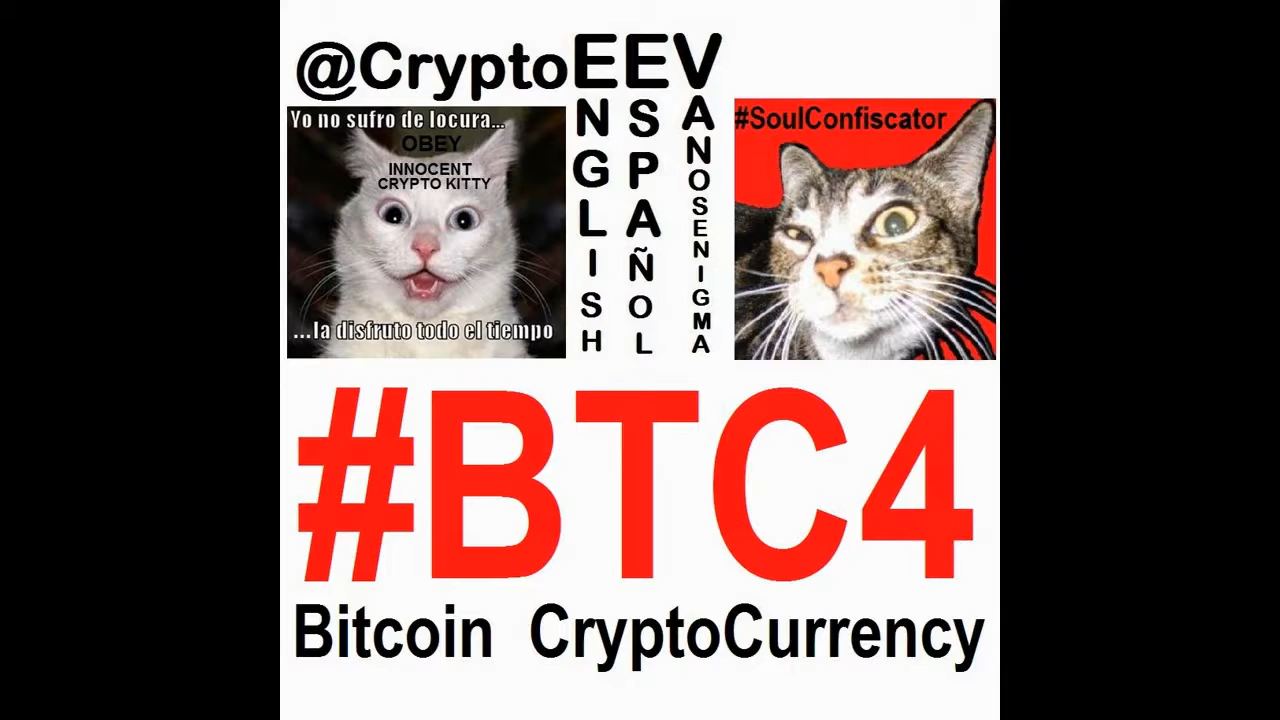 @CryptoEEV
ENGLISH
ESPAÑOL
VANOSENIGMA
Yo no sufro de locura...
OBEY
INNOCENT
CRYPTO KITTY
...la disfruto todo el tiempo
#SoulConfiscator
#BTC4
Bitcoin CryptoCurrency